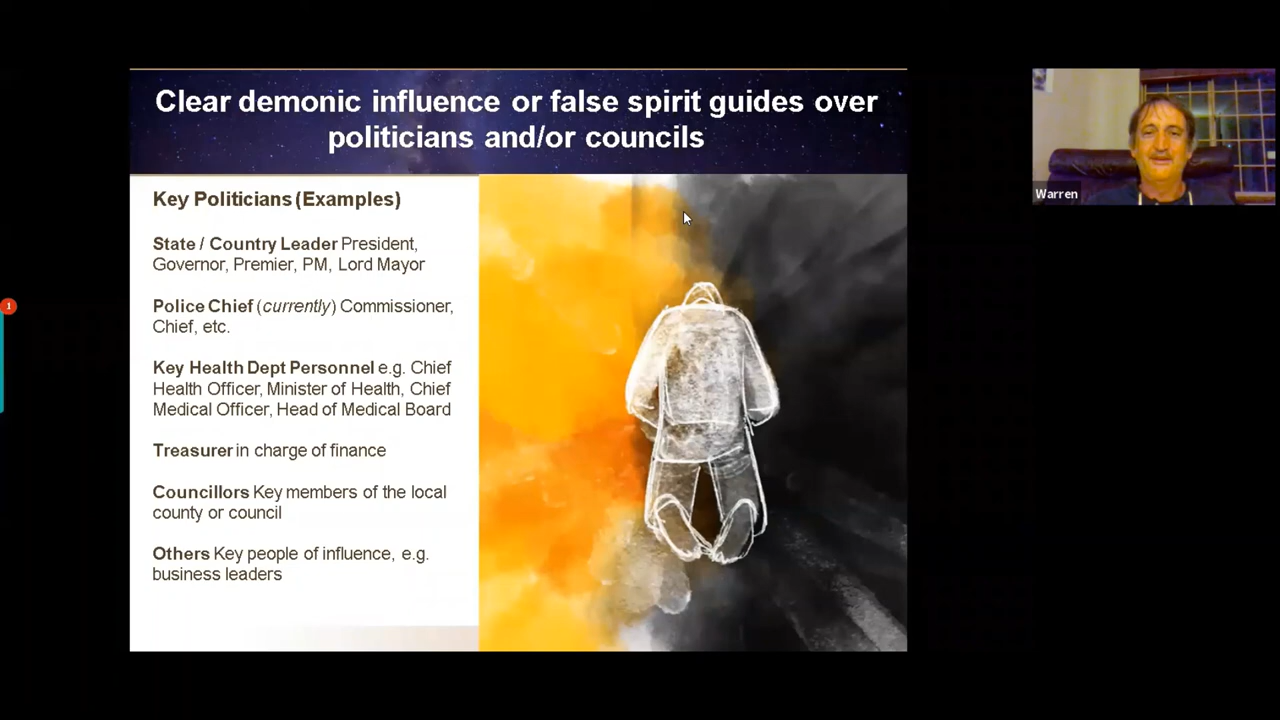 Clear demonic influence or false spirit guides over
politicians and/or councils
Key Politicians (Examples)
State / Country Leader President,
Governor, Premier, PM, Lord Mayor
Police Chief (currently) Commissioner,
Chief, etc.
Key Health Dept Personnel e.g. Chief
Health Officer, Minister of Health, Chief
Medical Officer, Head of Medical Board
Treasurer in charge of finance
Councillors Key members of the local
county or council
Others Key people of influence, e.g.
business leaders
Warren
1